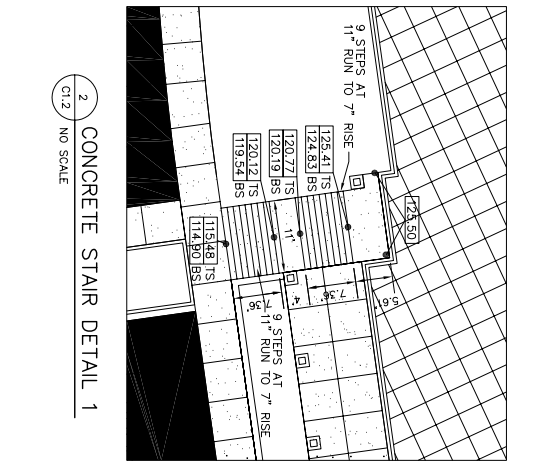 9 STEPS AT
11" RUN TO 7" RISE
125.50
125.41 TS
124.83 BS
120.77 TS
120.19 BS
120.12 TS
119.54 BS
115.48 TS
114.90 BS
11'
5.61'
7.36'
4'
7.36'
9 STEPS AT
11" RUN TO 7" RISE
2
C1.2
CONCRETE STAIR DETAIL 1
NO SCALE